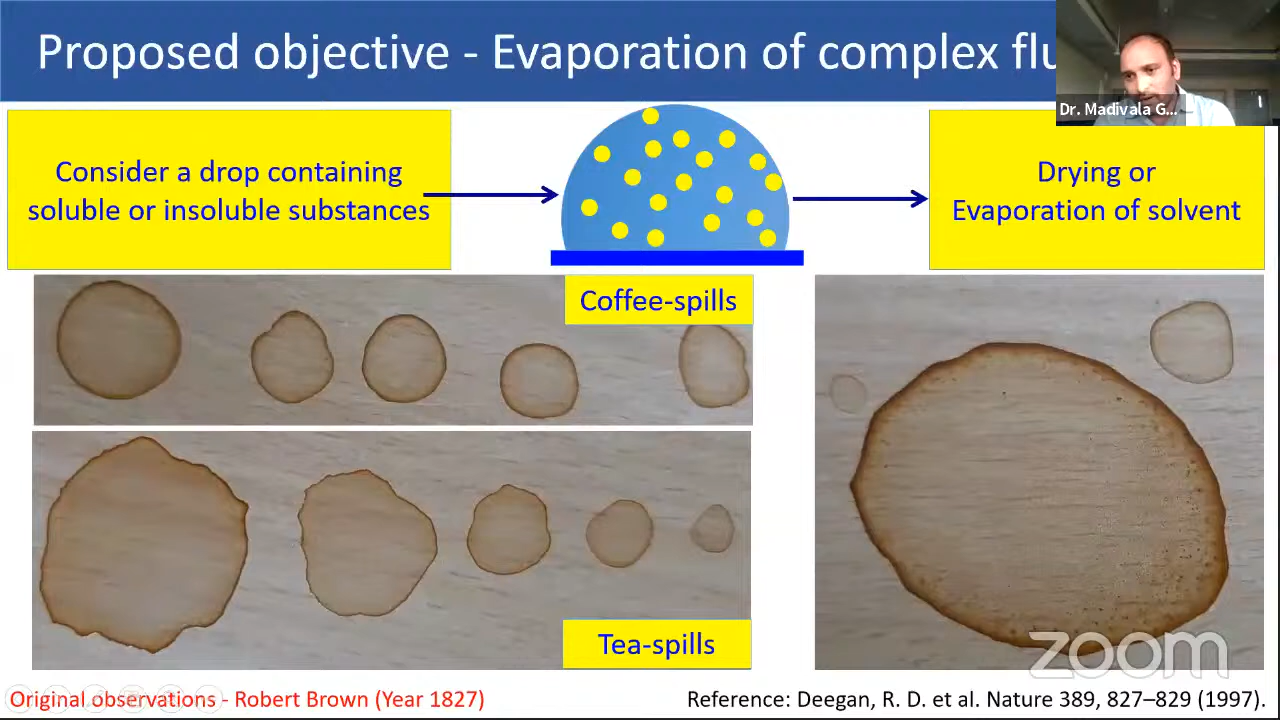 Proposed objective - Evaporation of complex flu
Dr. Madivala G...
Consider a drop containing
soluble or insoluble substances
Drying or
Evaporation of solvent
Coffee-spills
Tea-spills
zoom
Original observations - Robert Brown (Year 1827)
Reference: Deegan, R. D. et al. Nature 389, 827–829 (1997).